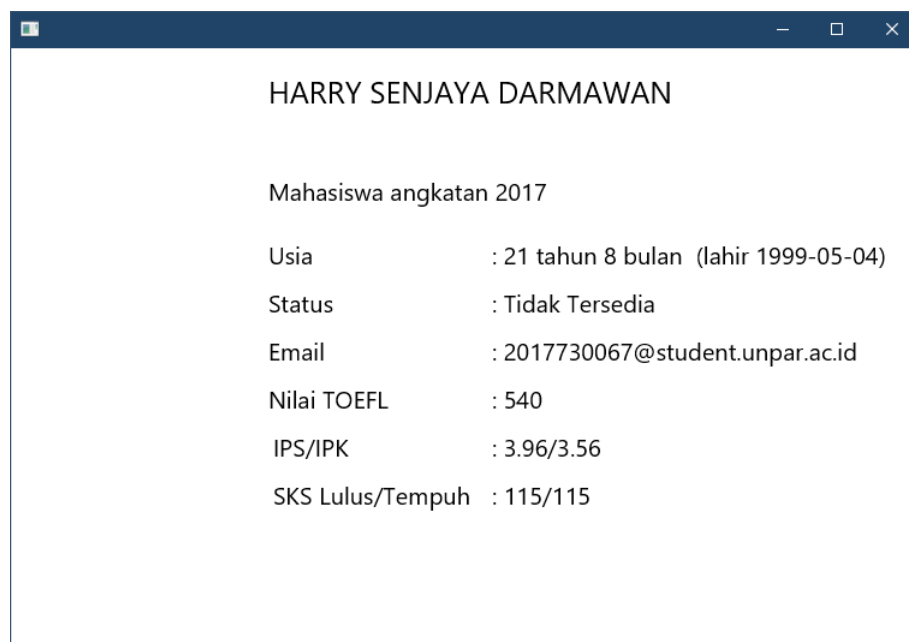 HARRY SENJAYA DARMAWAN
Mahasiswa angkatan 2017
Usia : 21 tahun 8 bulan (lahir 1999-05-04)
Status : Tidak Tersedia
Email : 2017730067@student.unpar.ac.id
Nilai TOEFL : 540
IPS/IPK : 3.96/3.56
SKS Lulus/Tempuh : 115/115